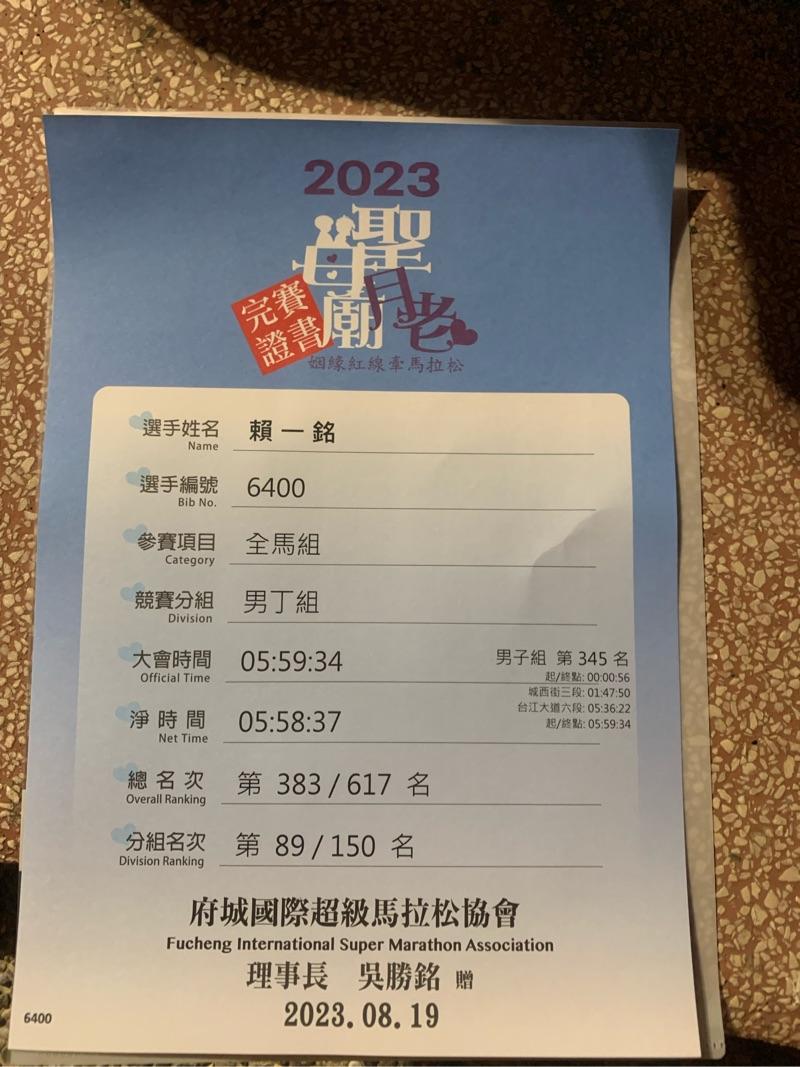 2023
聖母廟月老
完賽證書
姻緣紅線牽馬拉松
選手姓名 賴一銘
Name
選手編號 6400
Bib No.
參賽項目 全馬組
Category
競賽分組 男丁組
Division
大會時間 05:59:34 男子組 第 345 名
Official Time
起/終點: 00:00:56
城西街三段: 01:47:50
台江大道六段: 05:36:22
起/終點: 05:59:34
淨時間 05:58:37
Net Time
總名次 第 383 / 617 名
Overall Ranking
分組名次 第 89 / 150 名
Division Ranking
府城國際超級馬拉松協會
Fucheng International Super Marathon Association
理事長 吳勝銘 贈
2023.08.19
6400